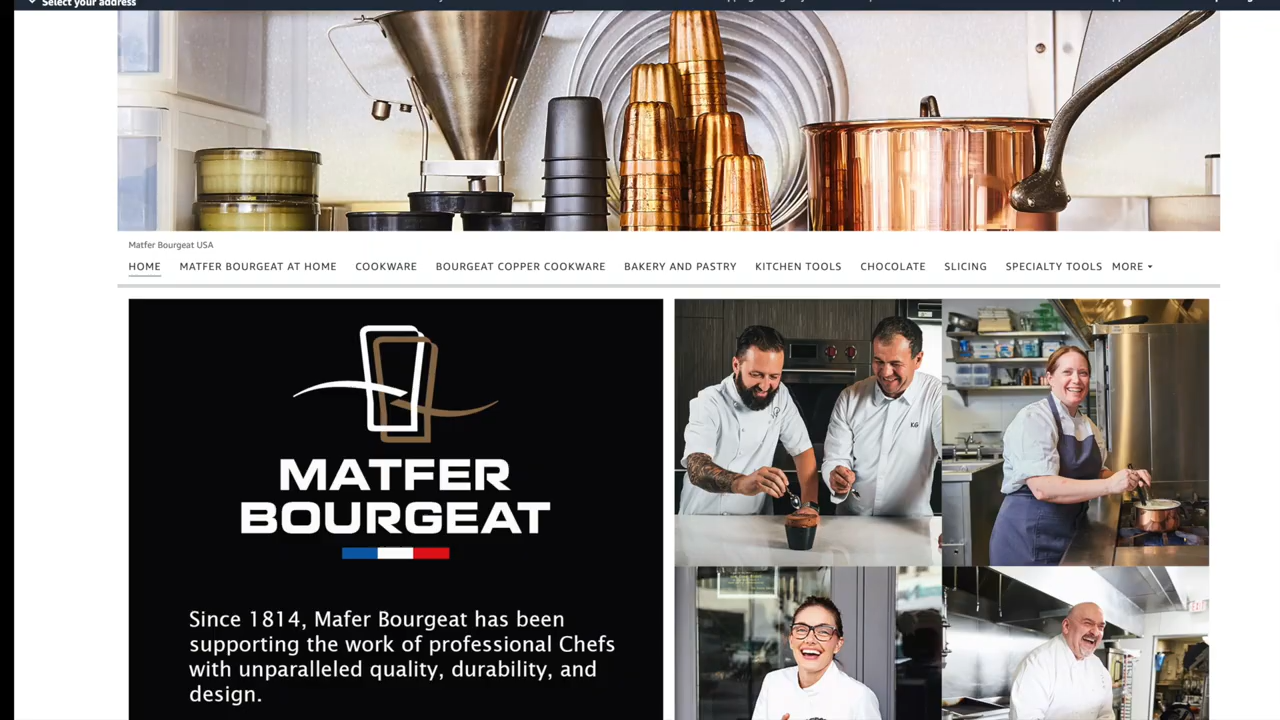 Select your address
Matfer Bourgeat USA
HOME MATFER BOURGEAT AT HOME COOKWARE BOURGEAT COPPER COOKWARE BAKERY AND PASTRY KITCHEN TOOLS CHOCOLATE SLICING SPECIALTY TOOLS MORE
MATFER
BOURGEAT
Since 1814, Mafer Bourgeat has been
supporting the work of professional Chefs
with unparalleled quality, durability, and
design.
KG